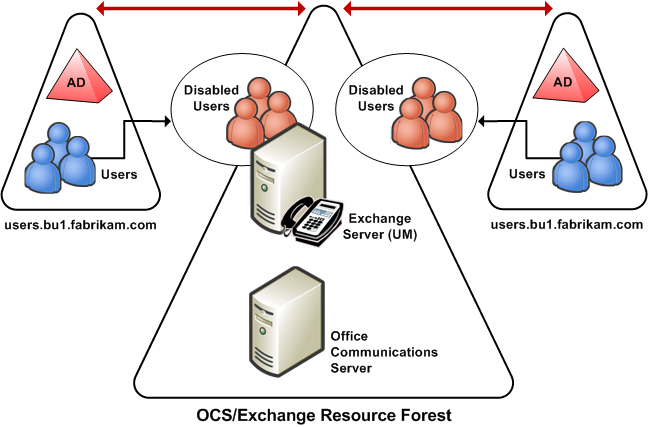 AD
Users
users.bu1.fabrikam.com
Disabled
Users
Disabled
Users
AD
Users
users.bu1.fabrikam.com
Exchange
Server (UM)
Office
Communications
Server
OCS/Exchange Resource Forest